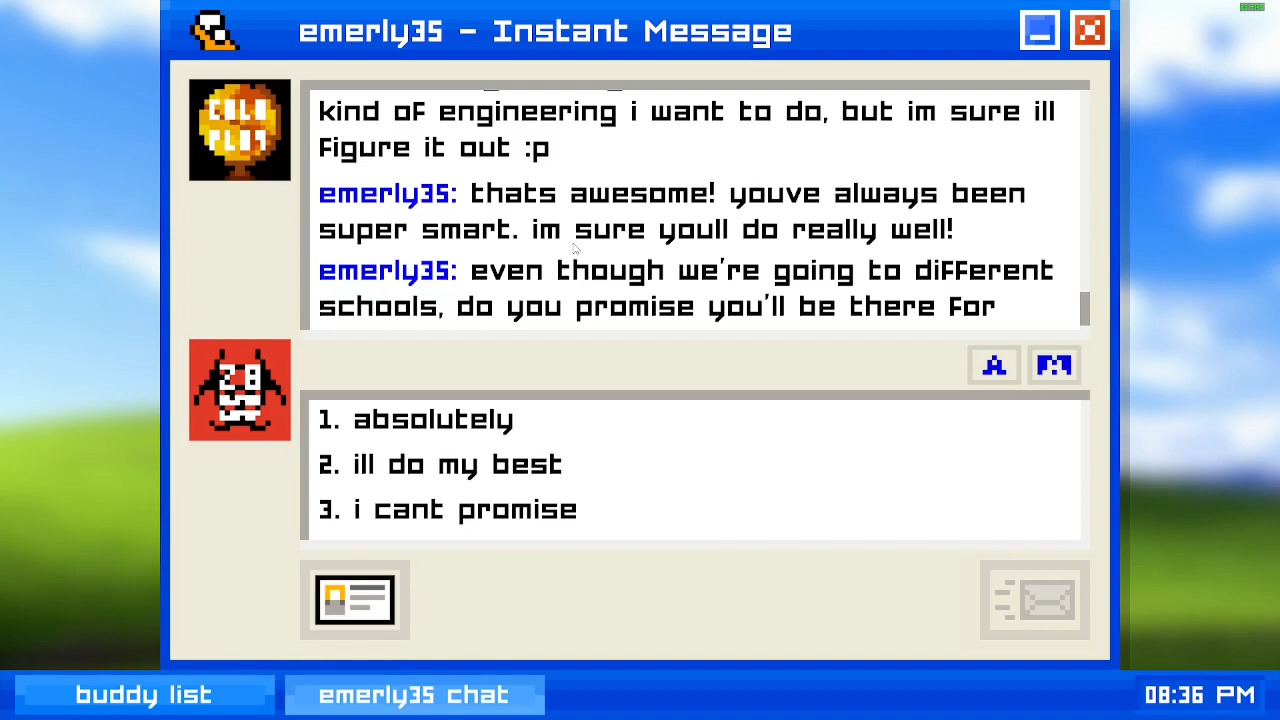 emerly35 - Instant Message
kind of engineering i want to do, but im sure ill
figure it out :p
emerly35: thats awesome! youve always been
super smart. im sure youll do really well!
emerly35: even though we're going to different
schools, do you promise you'll be there for
A
1. absolutely
2. ill do my best
3. i cant promise
buddy list
emerly35 chat
08:36 PM